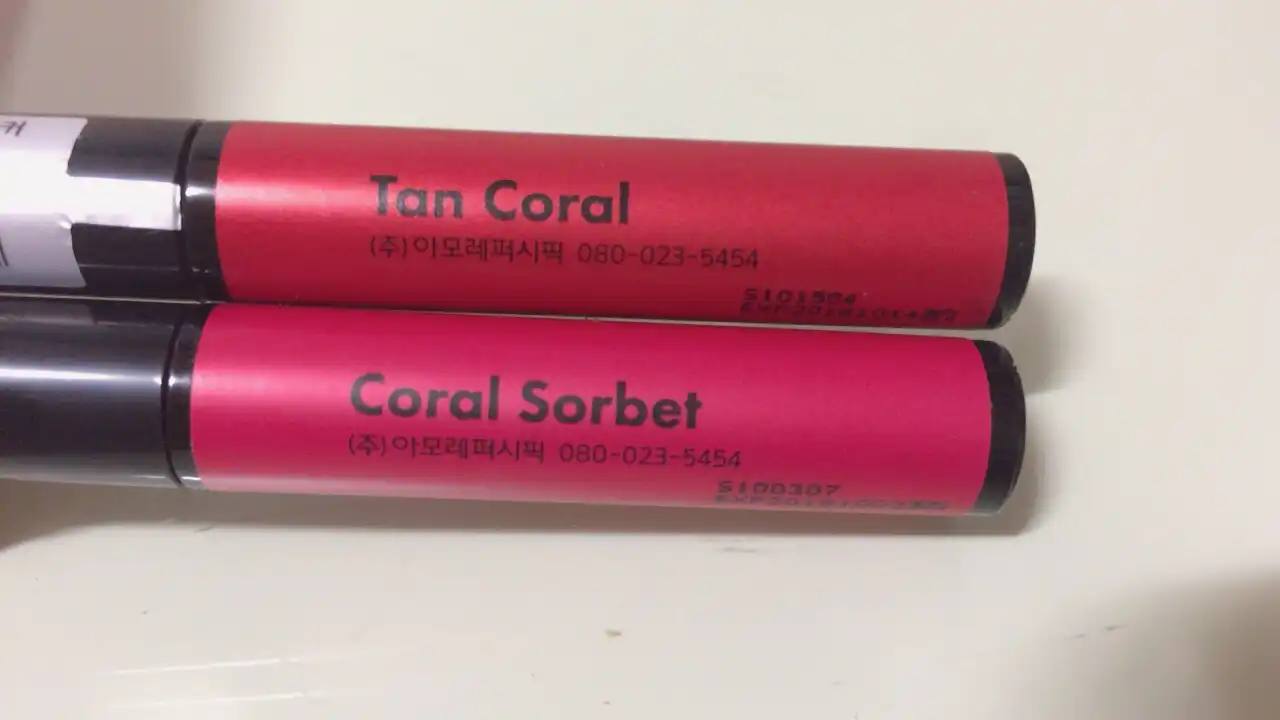 Tan Coral
(주)아모레퍼시픽 080-023-5454
S101504
Coral Sorbet
(주)아모레퍼시픽 080-023-5454
S100307